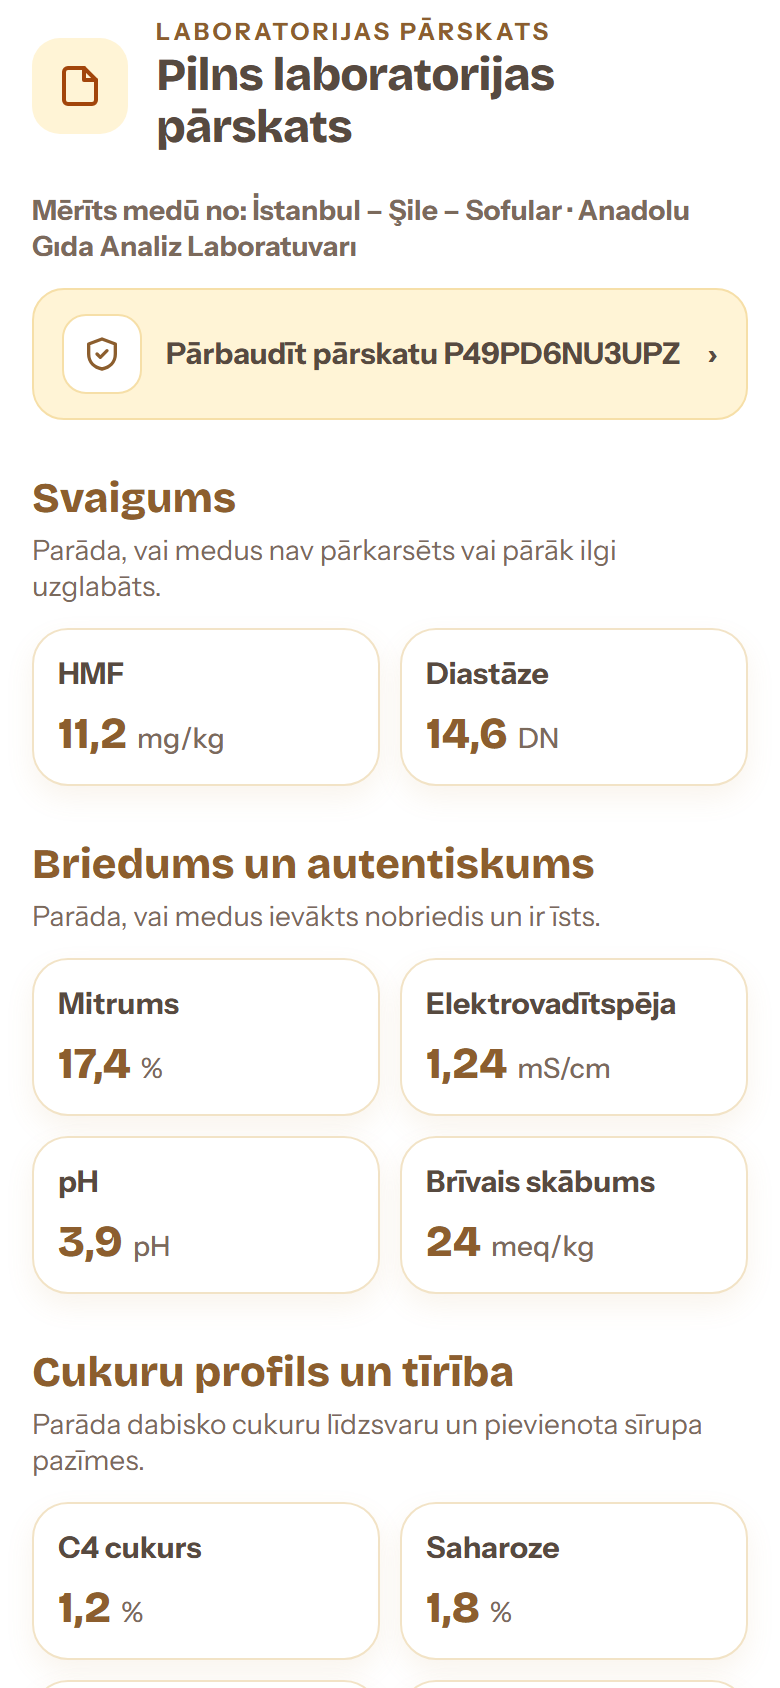 LABORATORIJAS PĀRSKATS
Pilns laboratorijas
pārskats
Mērīts medū no: İstanbul – Şile – Sofular · Anadolu
Gıda Analiz Laboratuvarı
Pārbaudīt pārskatu P49PD6NU3UPZ ›
Svaigums
Parāda, vai medus nav pārkarsēts vai pārāk ilgi
uzglabāts.
HMF
11,2 mg/kg
Diastāze
14,6 DN
Briedums un autentiskums
Parāda, vai medus ievākts nobriedis un ir īsts.
Mitrums
17,4 %
Elektrovadītspēja
1,24 mS/cm
pH
3,9 pH
Brīvais skābums
24 meq/kg
Cukuru profils un tīrība
Parāda dabisko cukuru līdzsvaru un pievienota sīrupa
pazīmes.
C4 cukurs
1,2 %
Saharoze
1,8 %